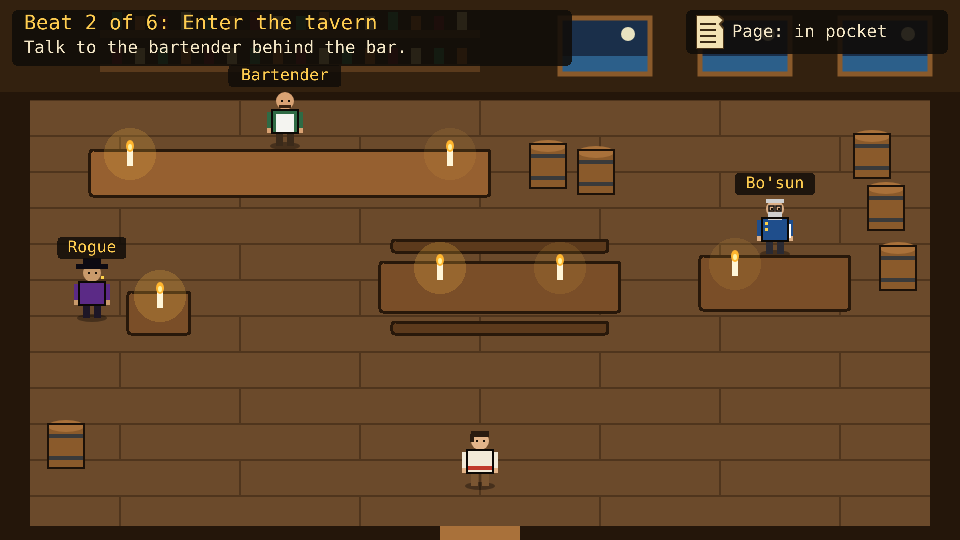 Beat 2 of 6: Enter the tavern
Talk to the bartender behind the bar.
Page: in pocket
Bartender
Bo'sun
Rogue